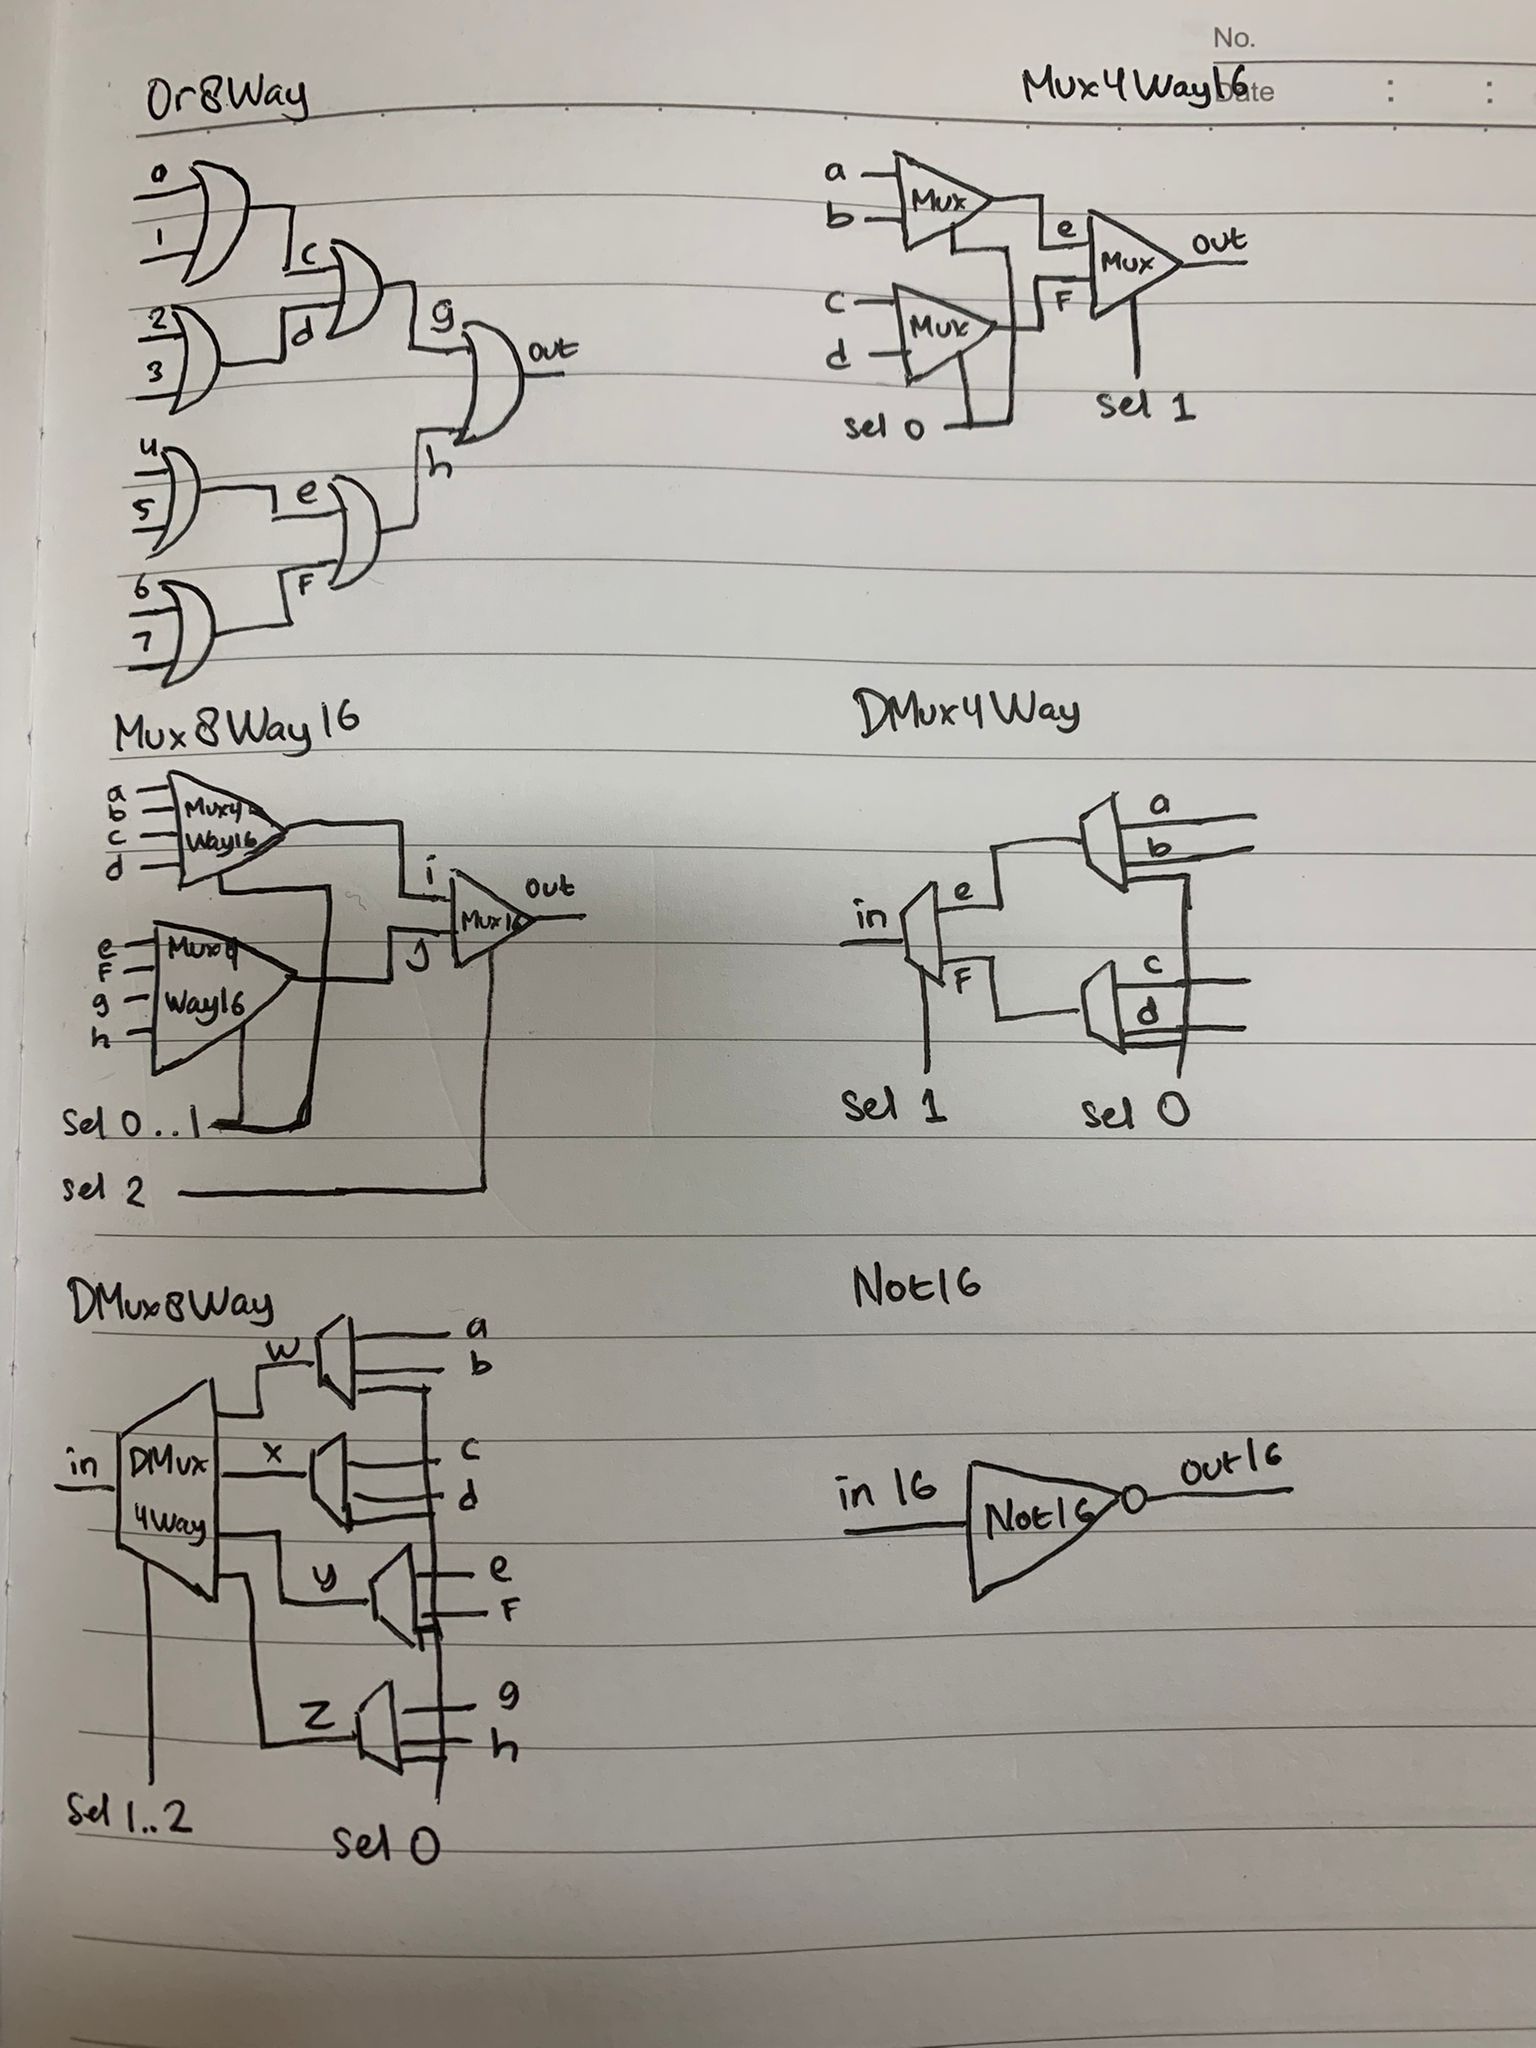 No.
Date : :
Or8Way
0
1
2
3
4
5
6
7
c
d
e
F
g
h
out
Mux4Way16
a
b
c
d
Mux
Mux
e
F
Mux
out
sel 0
sel 1
Mux8Way16
a
b
c
d
Mux4
Way16
e
F
g
h
Mux4
Way16
i
j
Mux16
out
Sel 0..1
sel 2
DMux4Way
in
e
F
a
b
c
d
sel 1
sel 0
DMux8Way
in
DMux
4Way
w
x
y
z
a
b
c
d
e
F
g
h
Sel 1..2
sel 0
Not16
in 16
Not16
out16